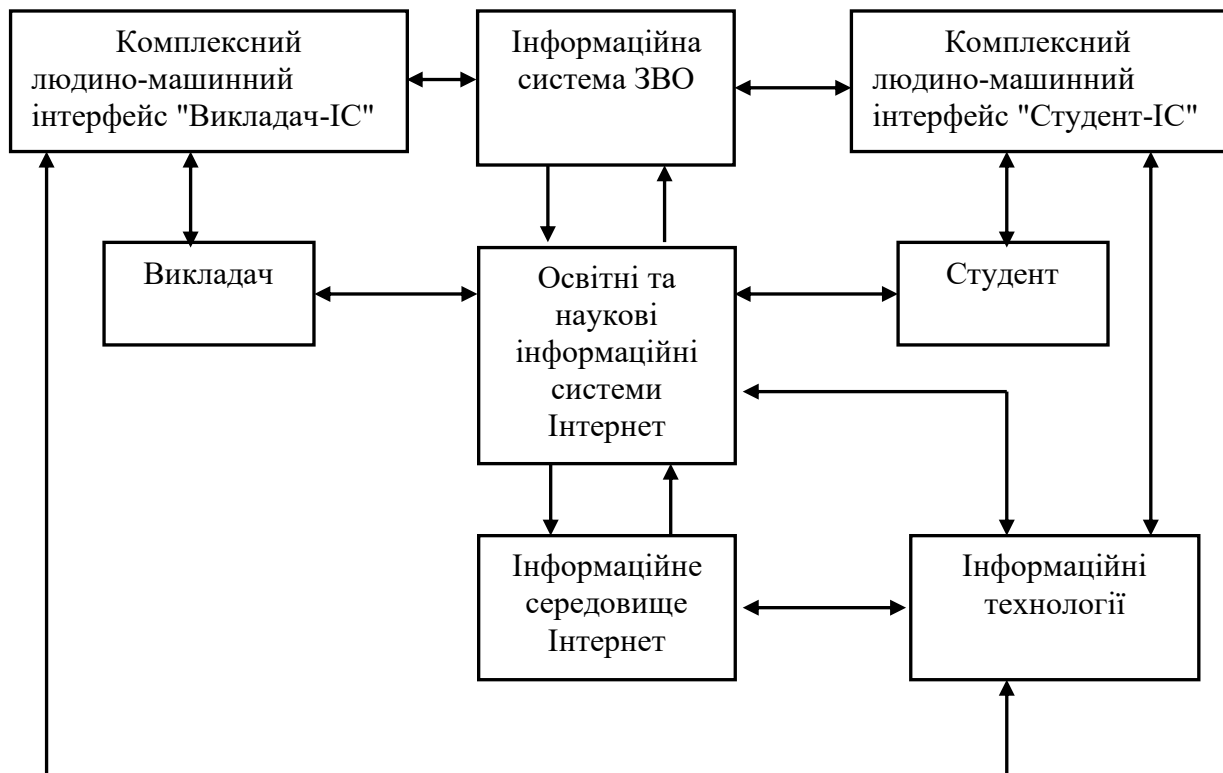 Комплексний
людино-машинний
інтерфейс "Викладач-ІС"
Інформаційна
система ЗВО
Комплексний
людино-машинний
інтерфейс "Студент-ІС"
Викладач
Освітні та
наукові
інформаційні
системи
Інтернет
Студент
Інформаційне
середовище
Інтернет
Інформаційні
технології